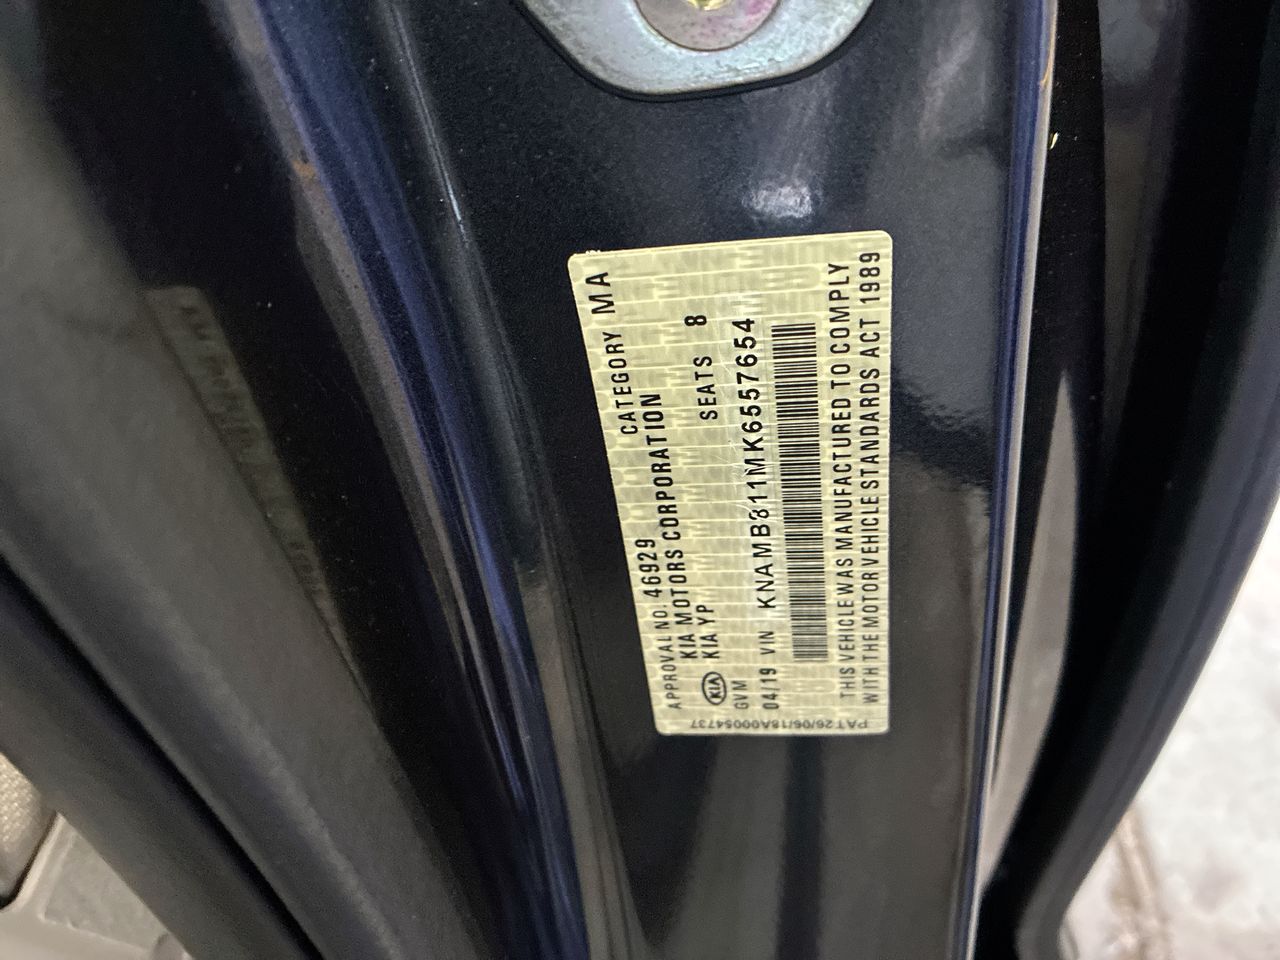 APPROVAL NO. 46929 CATEGORY MA
KIA MOTORS CORPORATION
KIA KIA YP SEATS 8
GVM
04/19 VIN KNAMB811MK6557654
THIS VEHICLE WAS MANUFACTURED TO COMPLY
WITH THE MOTOR VEHICLE STANDARDS ACT 1989
PAT26/06/18A00054737